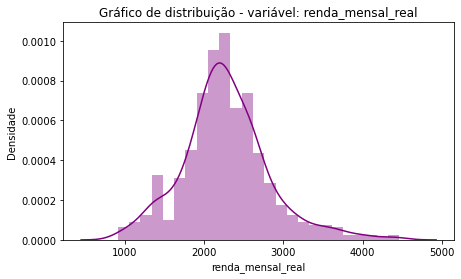 Gráfico de distribuição - variável: renda_mensal_real
Densidade
0.0010
0.0008
0.0006
0.0004
0.0002
0.0000
1000 2000 3000 4000 5000
renda_mensal_real